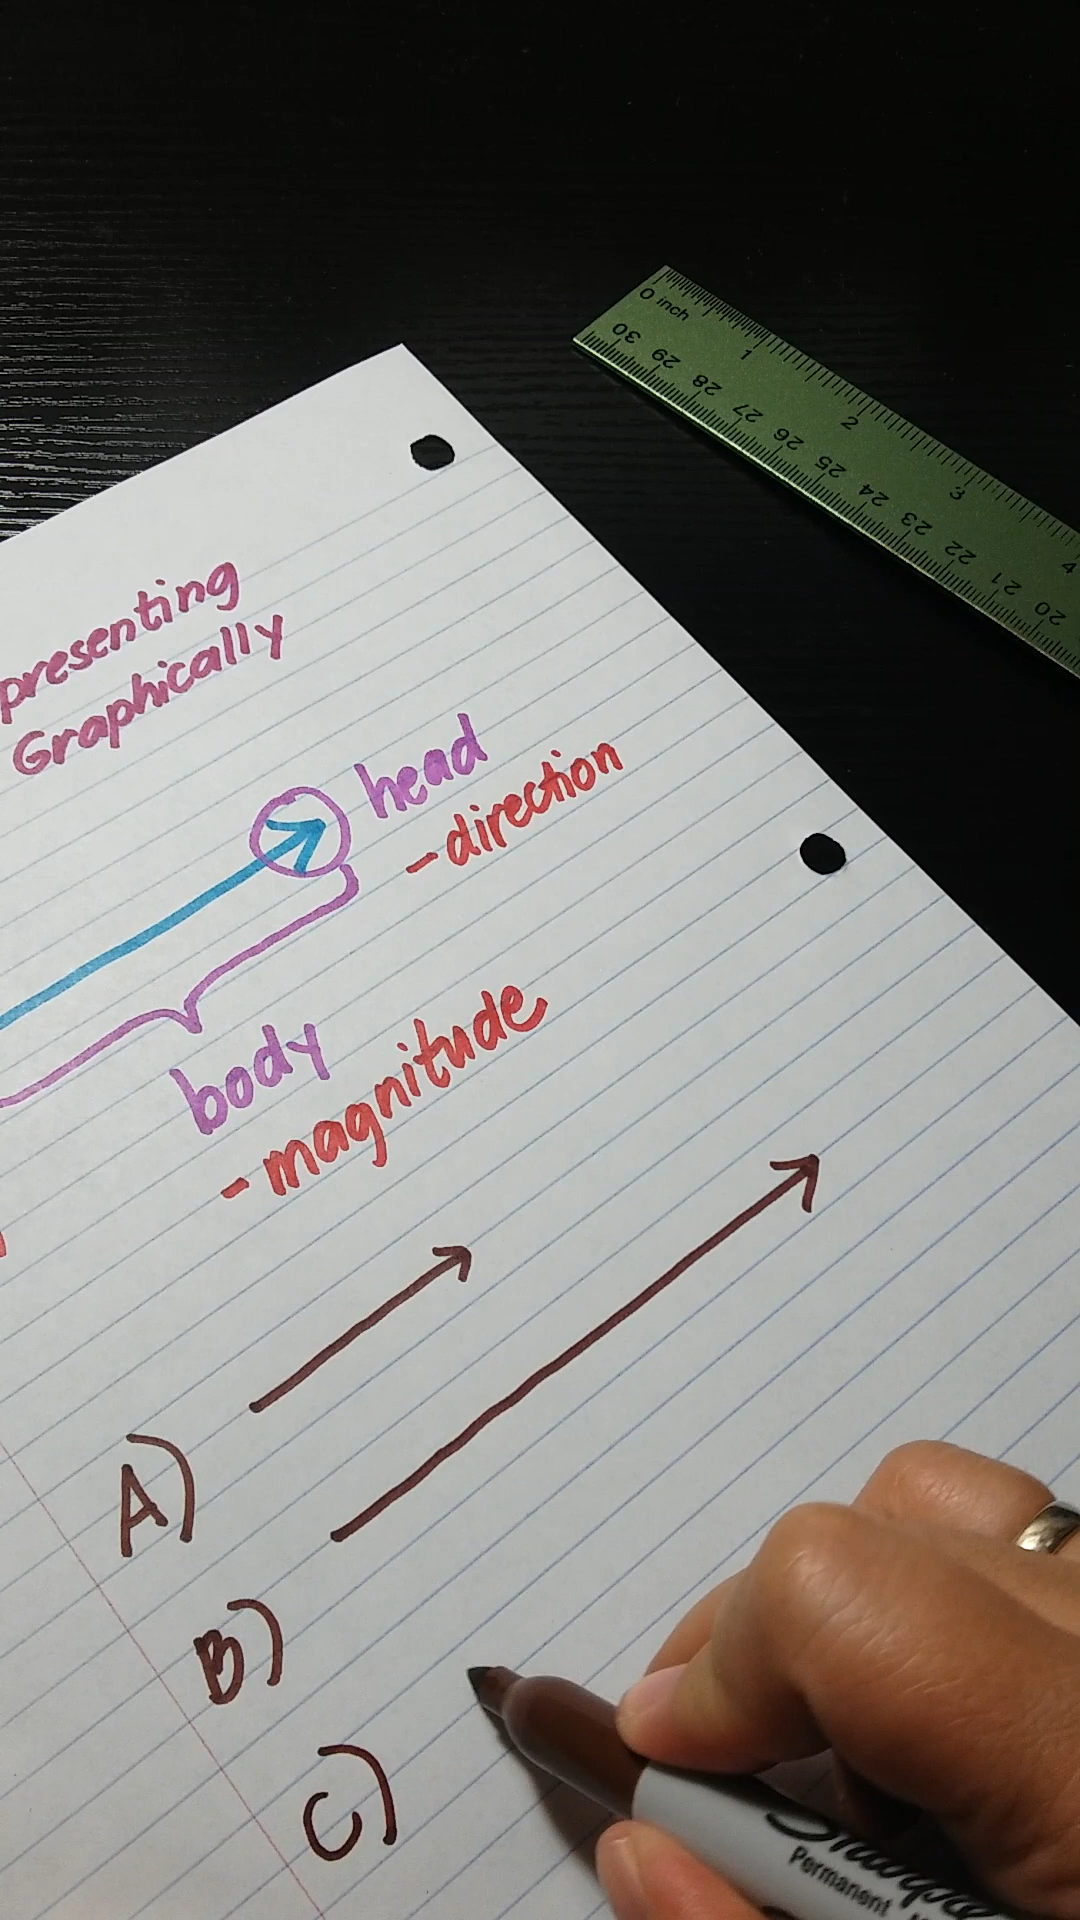 0 inch 1 2 3 4
30 29 28 27 26 25 24 23 22 21 20
presenting
Graphically
head
-direction
body
-magnitude
A)
B)
C)
Sharpie
Permanent